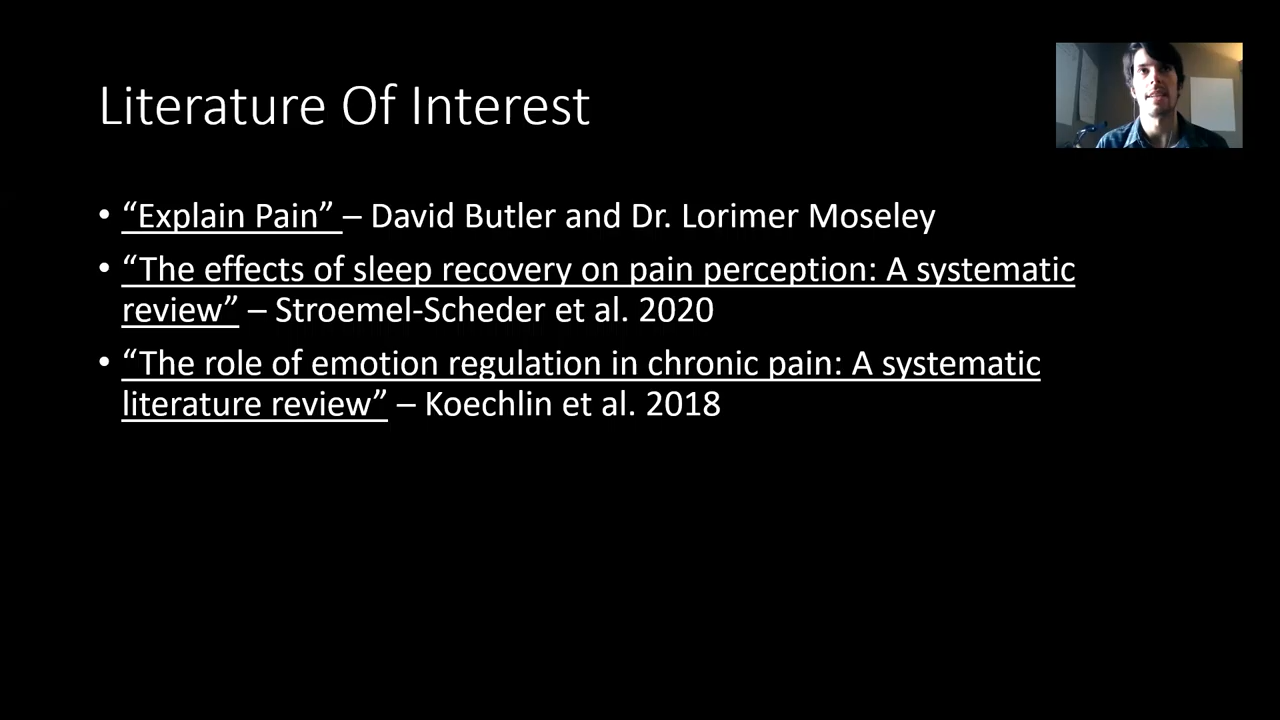 Literature Of Interest
• “Explain Pain” – David Butler and Dr. Lorimer Moseley
• “The effects of sleep recovery on pain perception: A systematic
review” – Stroemel-Scheder et al. 2020
• “The role of emotion regulation in chronic pain: A systematic
literature review” – Koechlin et al. 2018